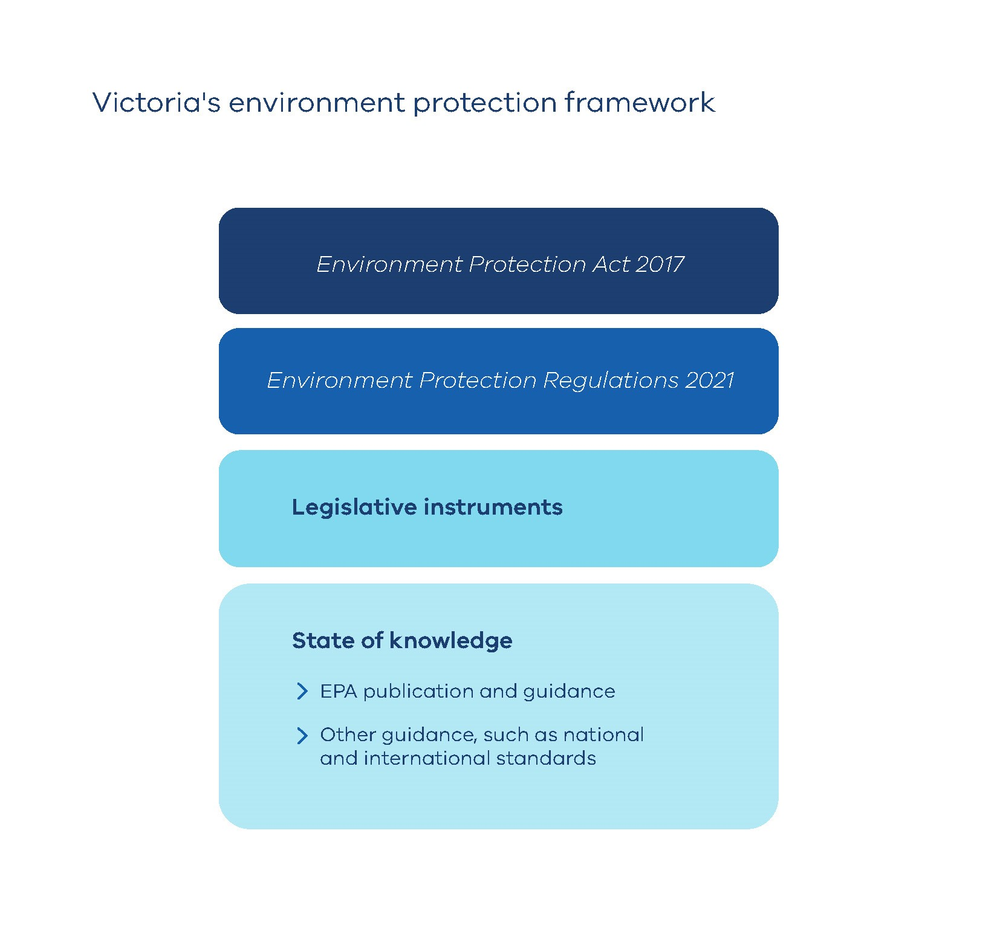 Victoria's environment protection framework
Environment Protection Act 2017
Environment Protection Regulations 2021
Legislative instruments
State of knowledge
EPA publication and guidance
Other guidance, such as national
and international standards